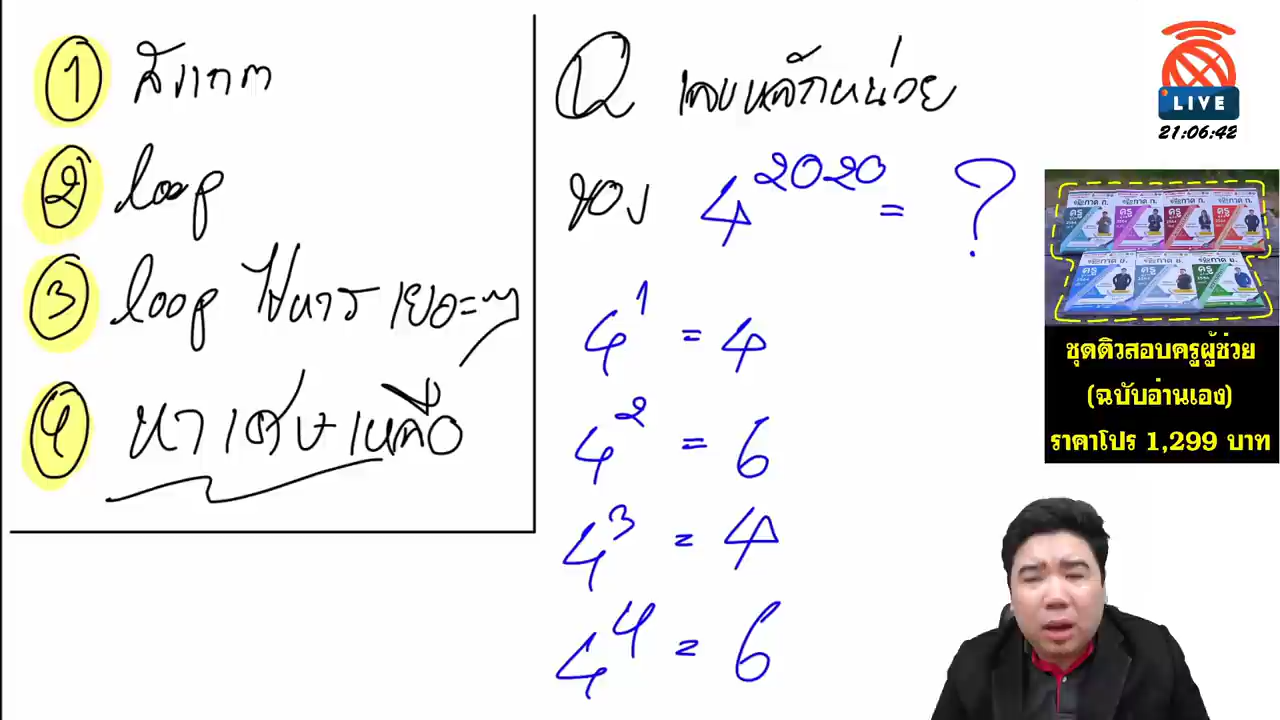 ① สังเกต
② loop
③ loop ไปหาร เยอะๆ
④ หาเศษเหลือ
Q เลขหลักหน่วย
ของ 4^2020 = ?
4^1 = 4
4^2 = 6
4^3 = 4
4^4 = 6
LIVE
21:06:42
ชุดติวสอบครูผู้ช่วย
(ฉบับอ่านเอง)
ราคาโปร 1,299 บาท